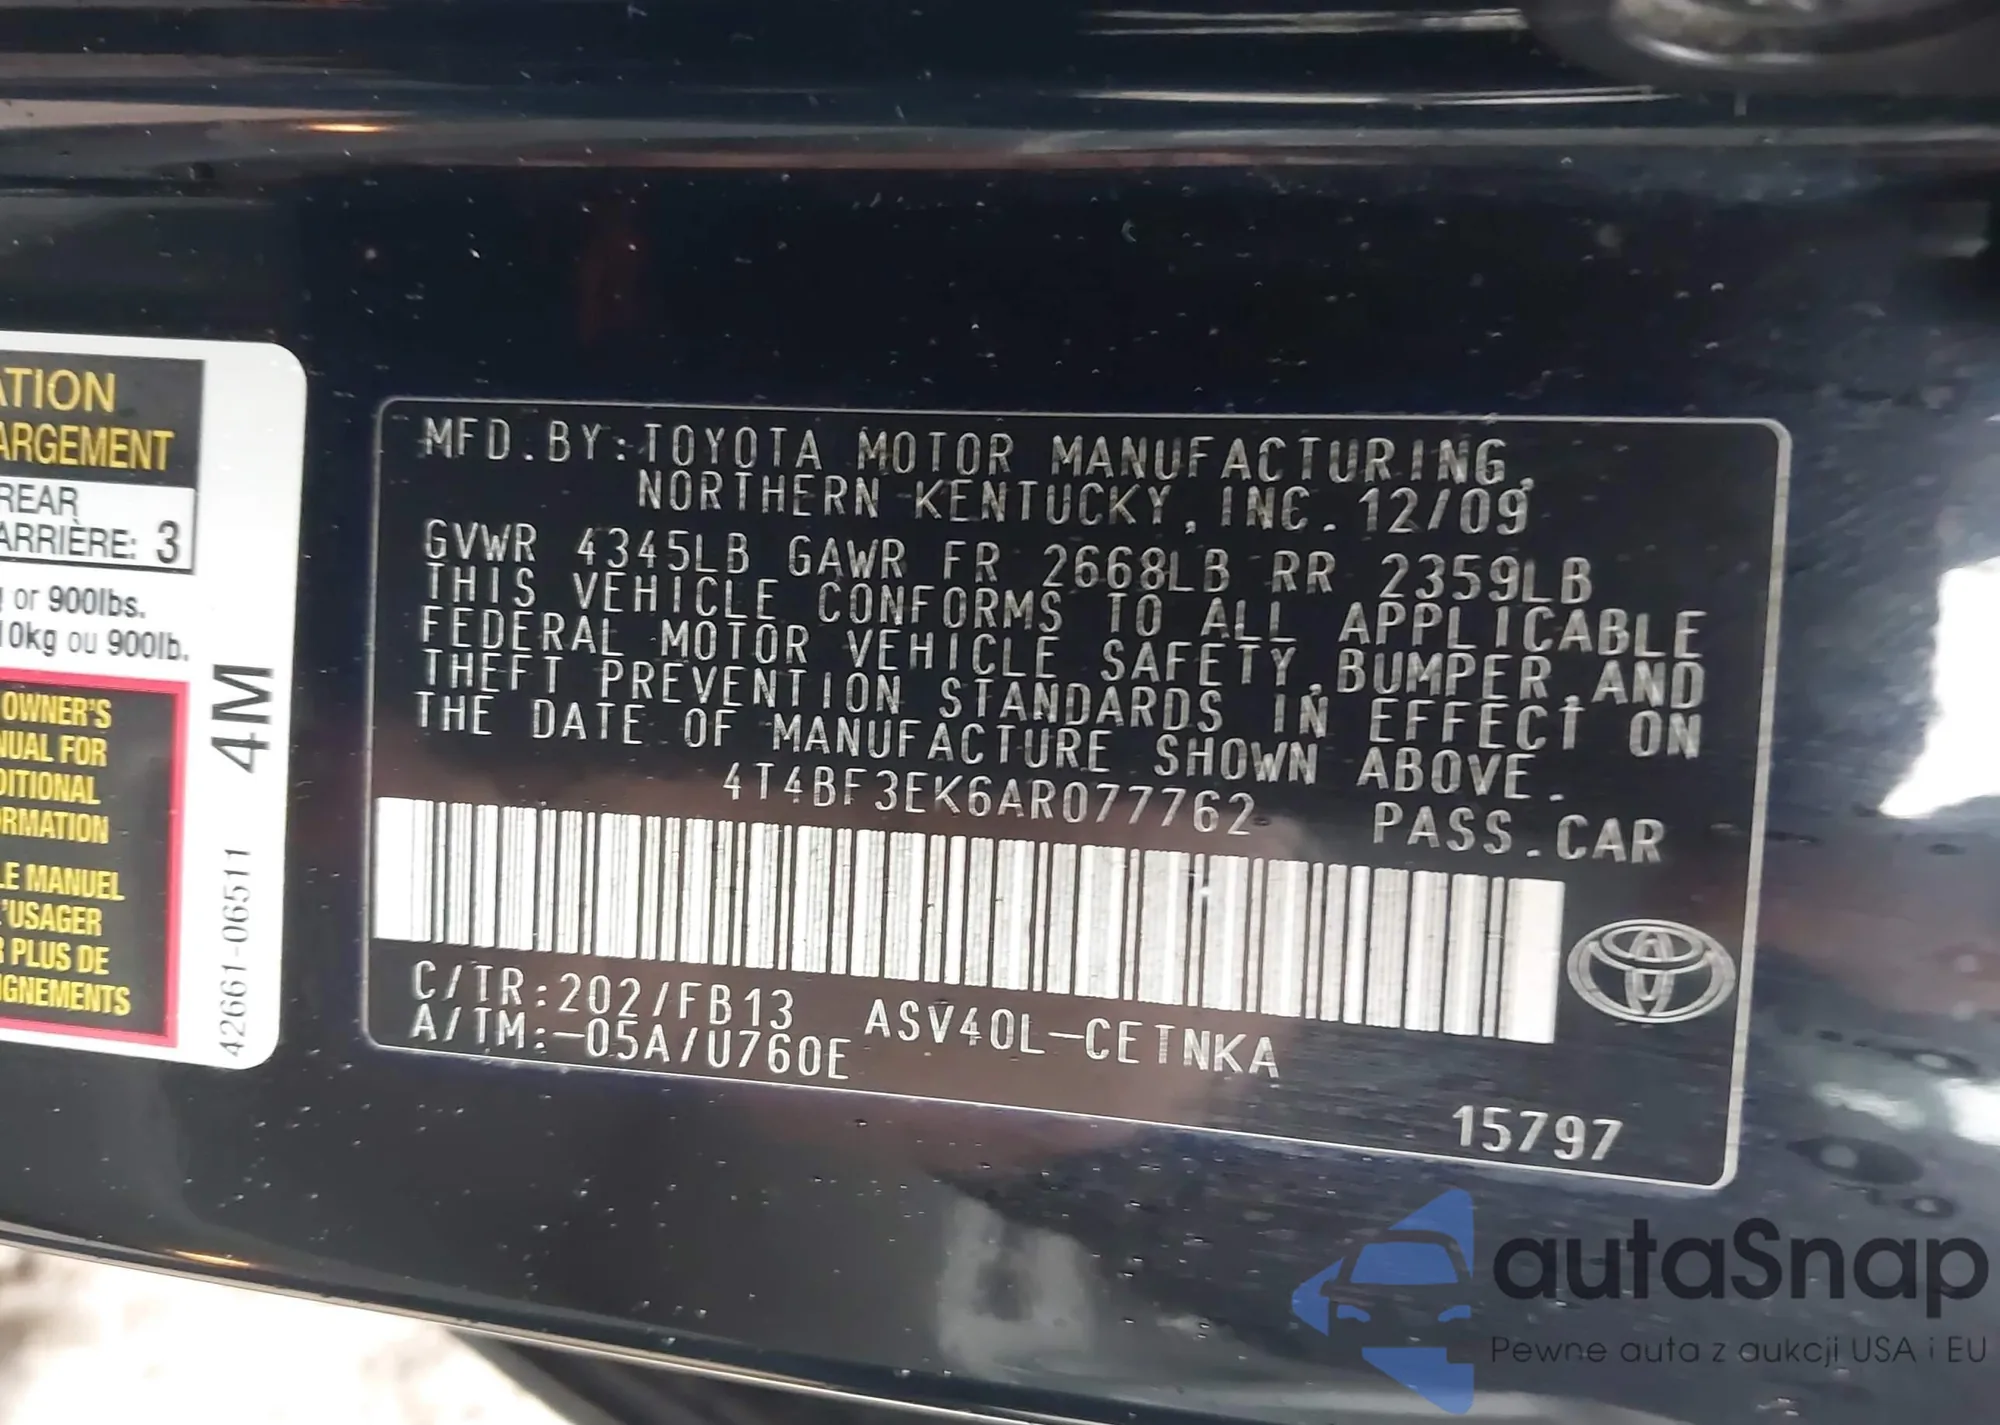 ATION
ARGEMENT
REAR
ARRIÈRE: 3
or 900lbs.
10kg ou 900lb.
OWNER'S
NUAL FOR
DITIONAL
RMATION
LE MANUEL
L'USAGER
R PLUS DE
IGNEMENTS
4M
42661-06511
MFD.BY:TOYOTA MOTOR MANUFACTURING,
NORTHERN KENTUCKY, INC. 12/09
GVWR 4345LB GAWR FR 2668LB RR 2359LB
THIS VEHICLE CONFORMS TO ALL APPLICABLE
FEDERAL MOTOR VEHICLE SAFETY,BUMPER,AND
THEFT PREVENTION STANDARDS IN EFFECT ON
THE DATE OF MANUFACTURE SHOWN ABOVE.
4T4BF3EK6AR077762 PASS.CAR
C/TR:202/FB13 ASV40L-CETNKA
A/TM:-05A/U760E
15797
autaSnap
Pewne auta z aukcji USA i EU